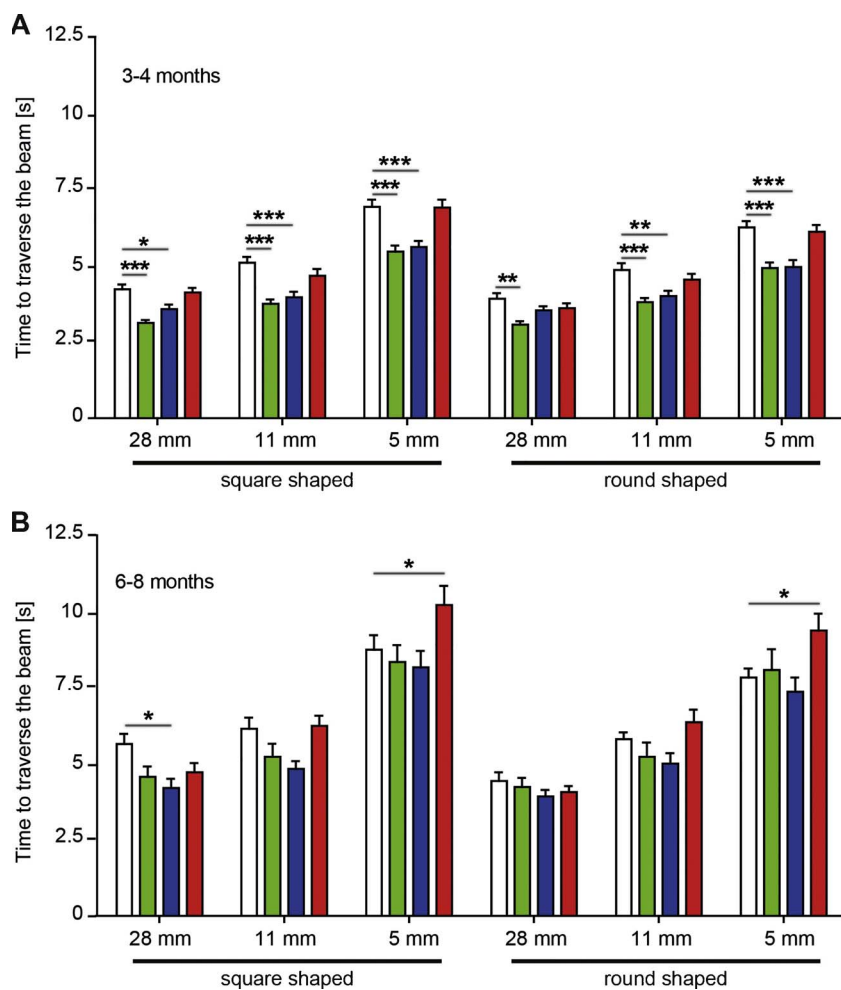 A
12.5
3-4 months
10
7.5
5
2.5
0
Time to traverse the beam [s]
*
***
***
***
***
***
**
**
***
***
***
28 mm 11 mm 5 mm 28 mm 11 mm 5 mm
square shaped round shaped
B
12.5
6-8 months
10
7.5
5
2.5
0
Time to traverse the beam [s]
*
*
*
28 mm 11 mm 5 mm 28 mm 11 mm 5 mm
square shaped round shaped